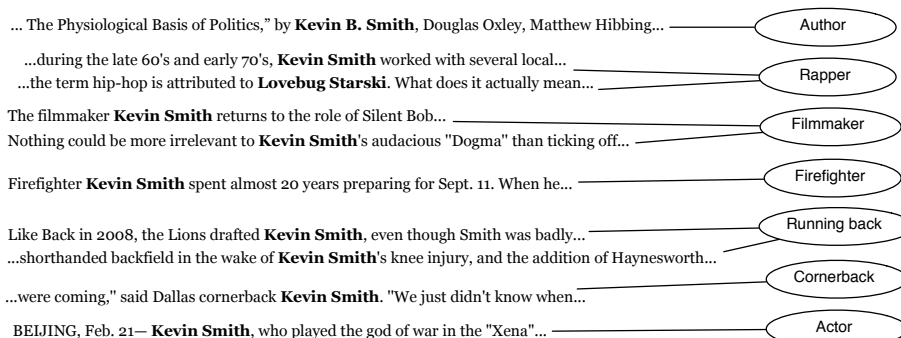 ... The Physiological Basis of Politics,” by Kevin B. Smith, Douglas Oxley, Matthew Hibbing...
Author
...during the late 60's and early 70's, Kevin Smith worked with several local...
...the term hip-hop is attributed to Lovebug Starski. What does it actually mean...
Rapper
The filmmaker Kevin Smith returns to the role of Silent Bob...
Nothing could be more irrelevant to Kevin Smith's audacious "Dogma" than ticking off...
Filmmaker
Firefighter Kevin Smith spent almost 20 years preparing for Sept. 11. When he...
Firefighter
Like Back in 2008, the Lions drafted Kevin Smith, even though Smith was badly...
...shorthanded backfield in the wake of Kevin Smith's knee injury, and the addition of Haynesworth...
Running back
...were coming," said Dallas cornerback Kevin Smith. "We just didn't know when...
Cornerback
BEIJING, Feb. 21— Kevin Smith, who played the god of war in the "Xena"...
Actor